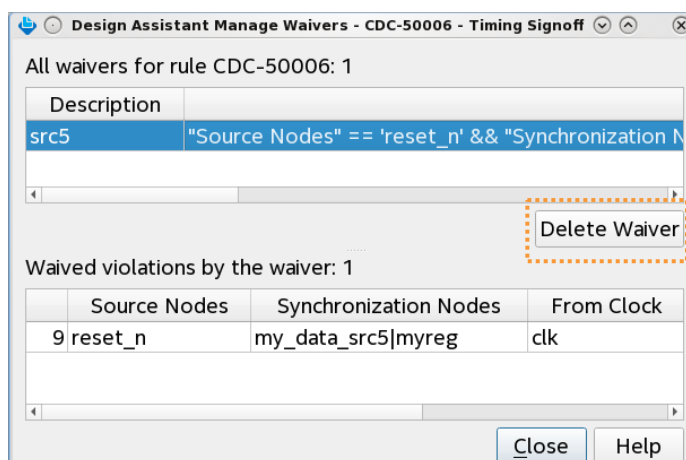 Design Assistant Manage Waivers - CDC-50006 - Timing Signoff
All waivers for rule CDC-50006: 1
Description
src5 "Source Nodes" == 'reset_n' && "Synchronization N
Delete Waiver
Waived violations by the waiver: 1
Source Nodes Synchronization Nodes From Clock
9 reset_n my_data_src5|myreg clk
Close Help